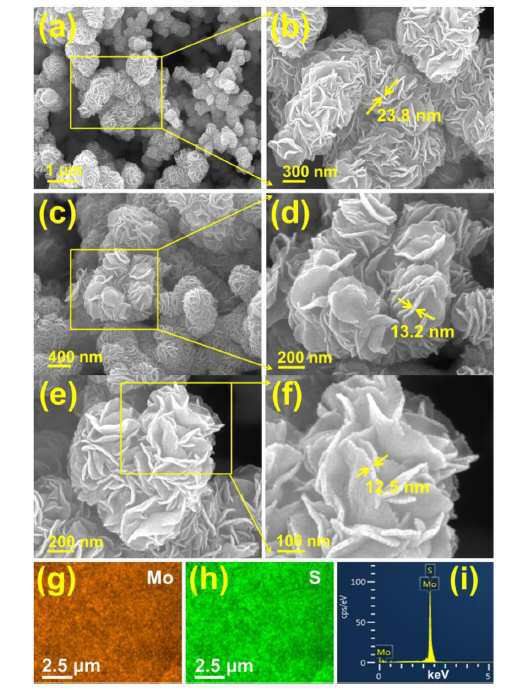 (a)
1 μm
(b)
23.8 nm
300 nm
(c)
400 nm
(d)
13.2 nm
200 nm
(e)
200 nm
(f)
12.5 nm
100 nm
(g)
Mo
2.5 μm
(h)
S
2.5 μm
(i)
cps/eV
100
50
0
S
Mo
Mo
0
keV
5